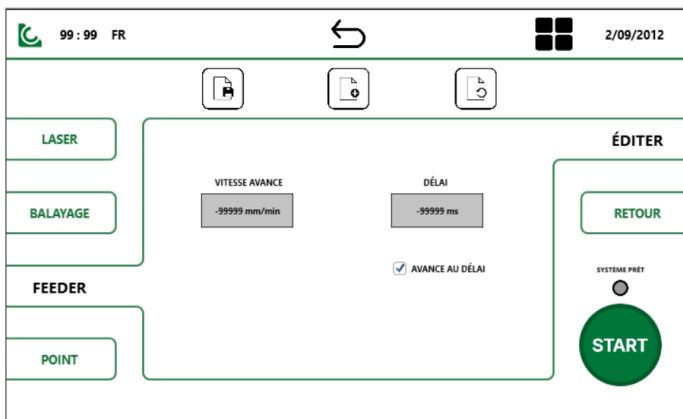 99 : 99 FR 2/09/2012
LASER
ÉDITER
VITESSE AVANCE DÉLAI
BALAYAGE
-99999 mm/min -99999 ms
RETOUR
AVANCE AU DÉLAI
SYSTÈME PRÊT
FEEDER
START
POINT